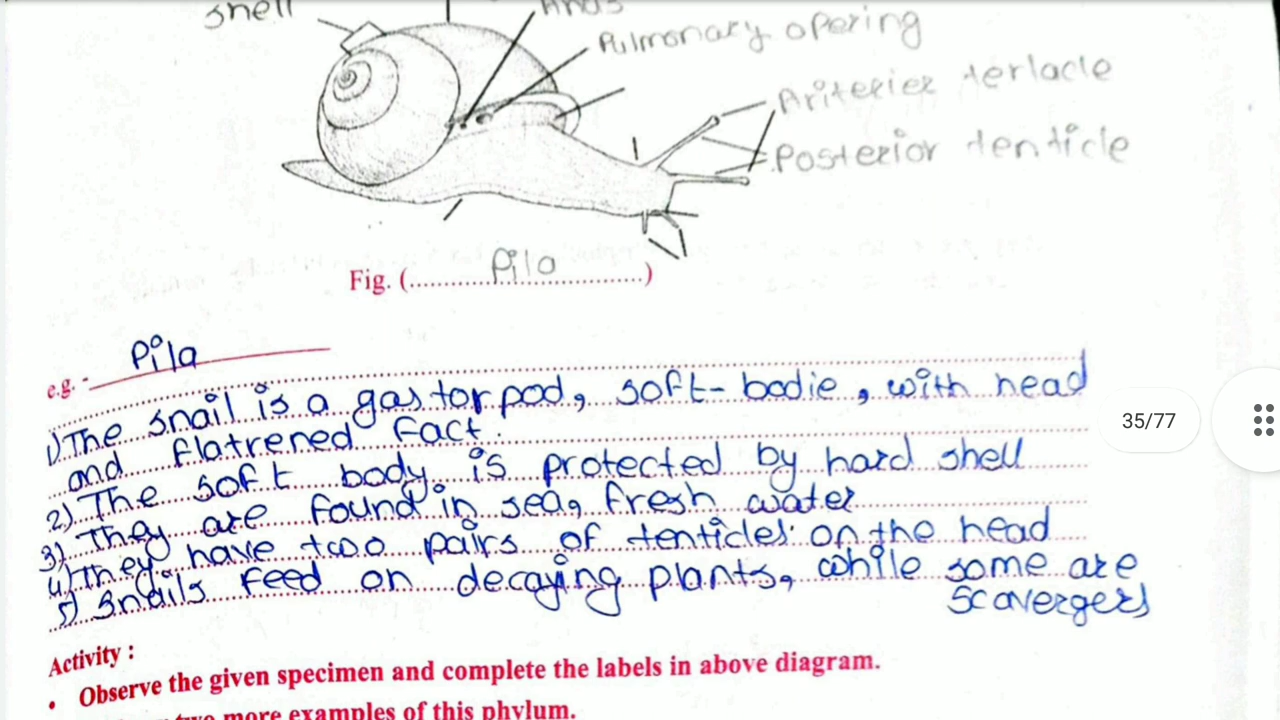 shell
Anus
Pulmonary opering
Ariterier terlacle
Posterior tenticle
Fig. (..............Pila..............)
e.g. - Pila
1) The snail is a gastorpod, soft-bodie, with head
and flatrened fact.
2) The soft body is protected by hard shell
3) They are found in sea, fresh water
4) They have two pairs of tenticles on the head
5) Snails feed on decaying plants, while some are
scavergers
35/77
Activity :
• Observe the given specimen and complete the labels in above diagram.
two more examples of this phylum.